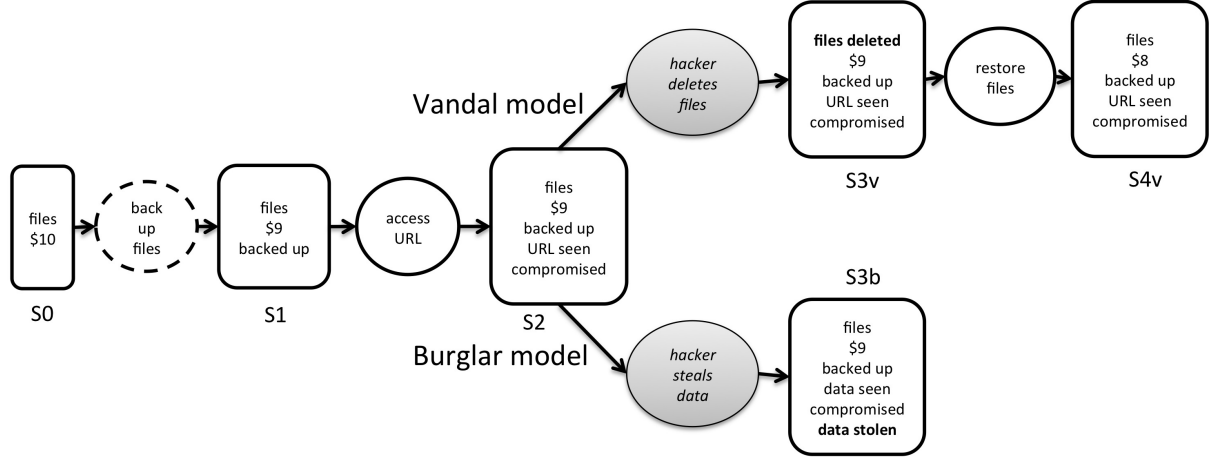 files
$10
S0
back
up
files
files
$9
backed up
S1
access
URL
files
$9
backed up
URL seen
compromised
S2
Vandal model
hacker
deletes
files
files deleted
$9
backed up
URL seen
compromised
S3v
restore
files
files
$8
backed up
URL seen
compromised
S4v
Burglar model
hacker
steals
data
S3b
files
$9
backed up
data seen
compromised
data stolen